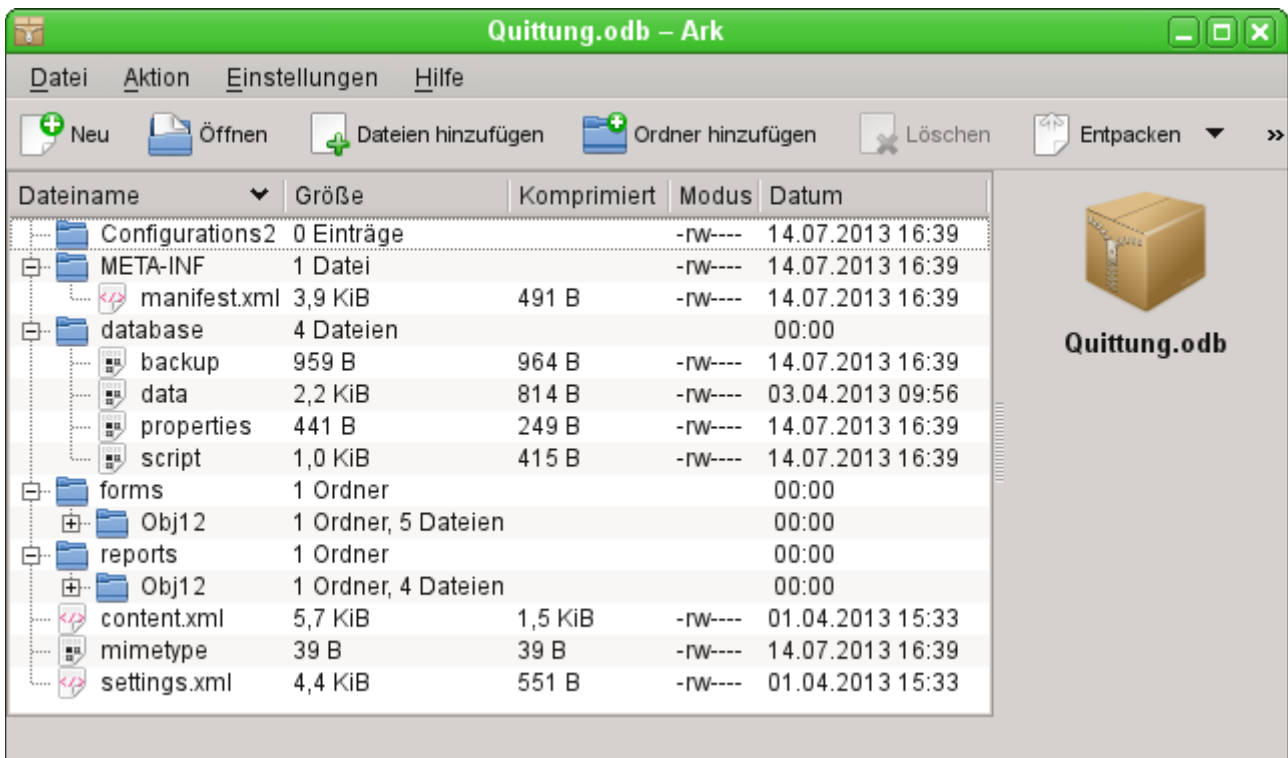 Quittung.odb – Ark
Datei Aktion Einstellungen Hilfe
Neu Öffnen Dateien hinzufügen Ordner hinzufügen Löschen Entpacken »
Dateiname Größe Komprimiert Modus Datum
Configurations2 0 Einträge -rw---- 14.07.2013 16:39
META-INF 1 Datei -rw---- 14.07.2013 16:39
manifest.xml 3,9 KiB 491 B -rw---- 14.07.2013 16:39
database 4 Dateien 00:00
backup 959 B 964 B -rw---- 14.07.2013 16:39
data 2,2 KiB 814 B -rw---- 03.04.2013 09:56
properties 441 B 249 B -rw---- 14.07.2013 16:39
script 1,0 KiB 415 B -rw---- 14.07.2013 16:39
forms 1 Ordner 00:00
Obj12 1 Ordner, 5 Dateien 00:00
reports 1 Ordner 00:00
Obj12 1 Ordner, 4 Dateien 00:00
content.xml 5,7 KiB 1,5 KiB -rw---- 01.04.2013 15:33
mimetype 39 B 39 B -rw---- 14.07.2013 16:39
settings.xml 4,4 KiB 551 B -rw---- 01.04.2013 15:33
Quittung.odb